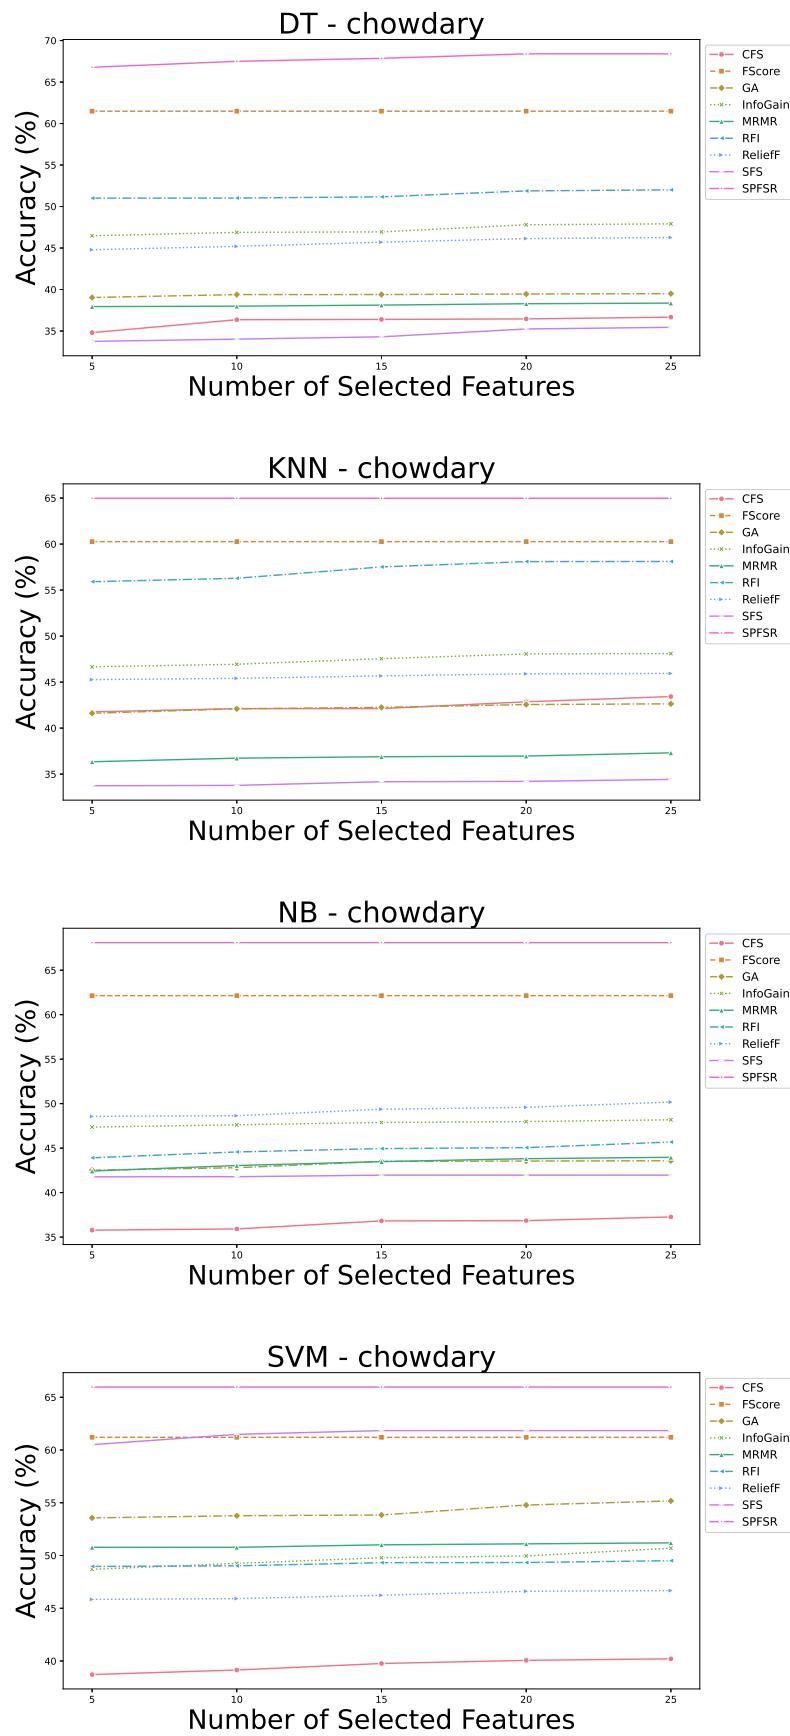 DT - chowdary
Accuracy (%)
70
65
60
55
50
45
40
35
5 10 15 20 25
Number of Selected Features
CFS
FScore
GA
InfoGain
MRMR
RFI
ReliefF
SFS
SPFSR
KNN - chowdary
Accuracy (%)
65
60
55
50
45
40
35
5 10 15 20 25
Number of Selected Features
CFS
FScore
GA
InfoGain
MRMR
RFI
ReliefF
SFS
SPFSR
NB - chowdary
Accuracy (%)
65
60
55
50
45
40
35
5 10 15 20 25
Number of Selected Features
CFS
FScore
GA
InfoGain
MRMR
RFI
ReliefF
SFS
SPFSR
SVM - chowdary
Accuracy (%)
65
60
55
50
45
40
5 10 15 20 25
Number of Selected Features
CFS
FScore
GA
InfoGain
MRMR
RFI
ReliefF
SFS
SPFSR